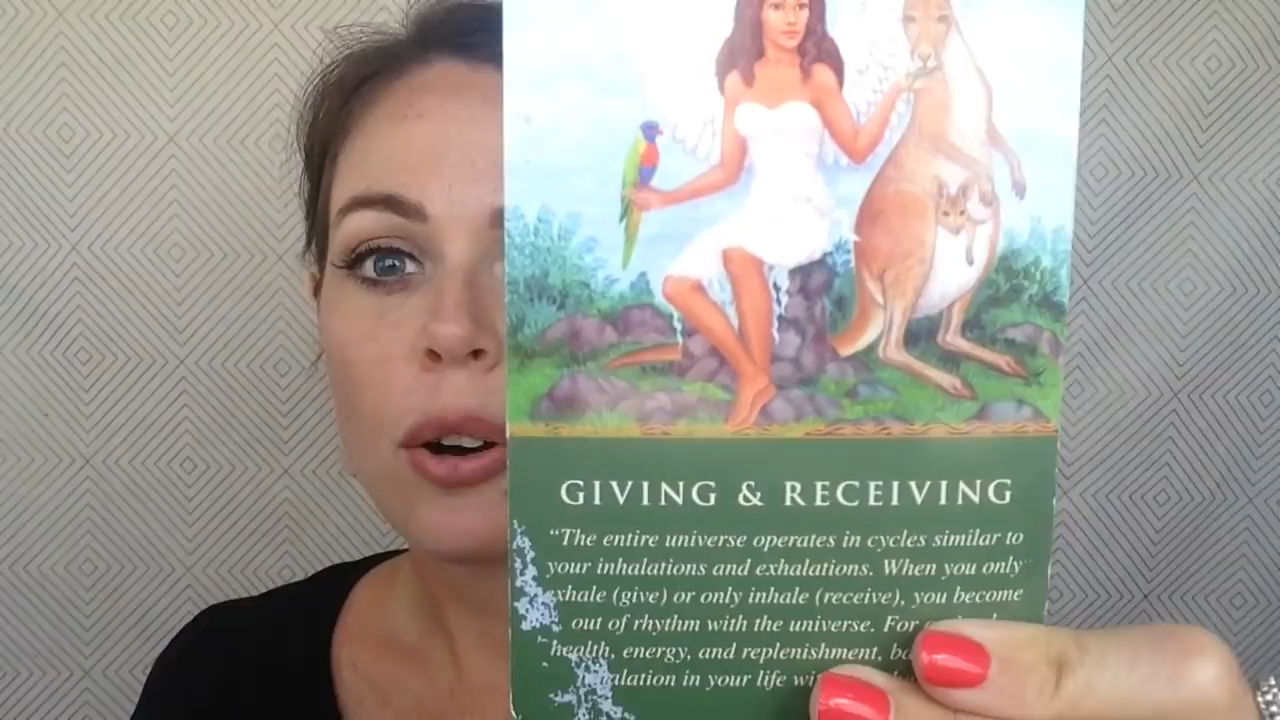 GIVING & RECEIVING
“The entire universe operates in cycles similar to
your inhalations and exhalations. When you only
exhale (give) or only inhale (receive), you become
out of rhythm with the universe. For
health, energy, and replenishment,
in your life